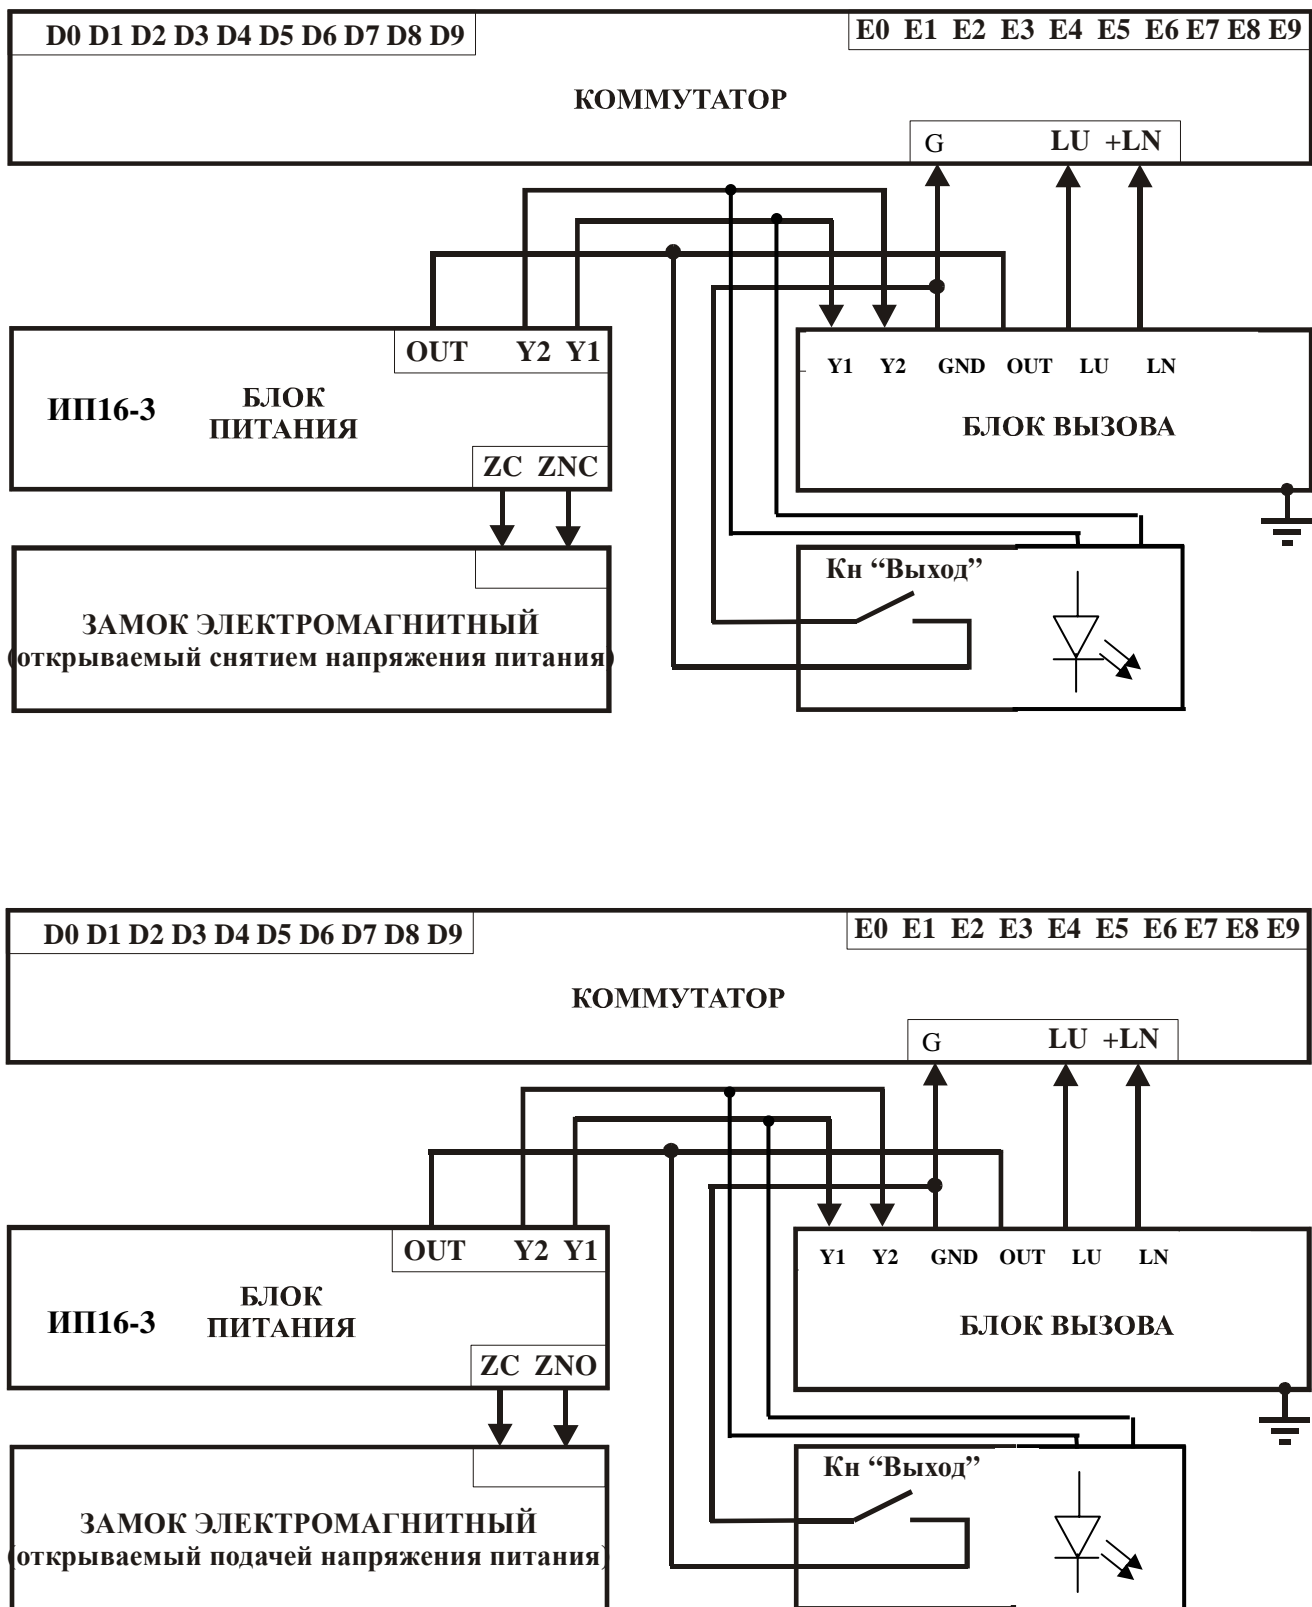 D0 D1 D2 D3 D4 D5 D6 D7 D8 D9
E0 E1 E2 E3 E4 E5 E6 E7 E8 E9
КОММУТАТОР
G LU +LN
OUT Y2 Y1
ИП16-3
БЛОК
ПИТАНИЯ
ZC ZNC
Y1 Y2 GND OUT LU LN
БЛОК ВЫЗОВА
Кн “Выход”
ЗАМОК ЭЛЕКТРОМАГНИТНЫЙ
(открываемый снятием напряжения питания)
D0 D1 D2 D3 D4 D5 D6 D7 D8 D9
E0 E1 E2 E3 E4 E5 E6 E7 E8 E9
КОММУТАТОР
G LU +LN
OUT Y2 Y1
ИП16-3
БЛОК
ПИТАНИЯ
ZC ZNO
Y1 Y2 GND OUT LU LN
БЛОК ВЫЗОВА
Кн “Выход”
ЗАМОК ЭЛЕКТРОМАГНИТНЫЙ
(открываемый подачей напряжения питания)